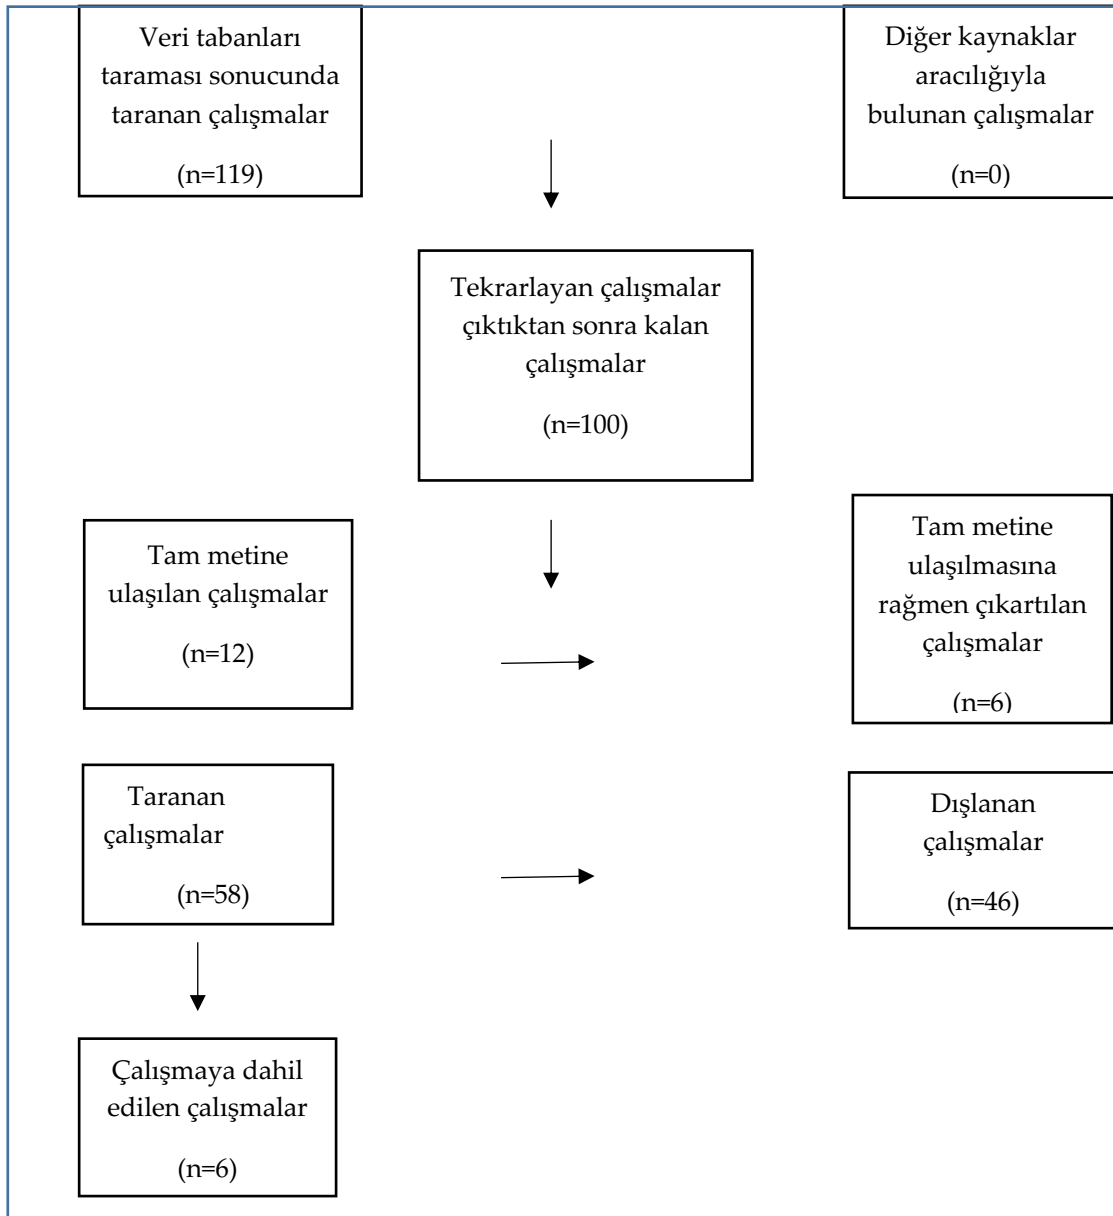 Veri tabanları
taraması sonucunda
taranan çalışmalar
(n=119)
Diğer kaynaklar
aracılığıyla
bulunan çalışmalar
(n=0)
Tekrarlayan çalışmalar
çıktıktan sonra kalan
çalışmalar
(n=100)
Tam metine
ulaşılan çalışmalar
(n=12)
Tam metine
ulaşılmasına
rağmen çıkartılan
çalışmalar
(n=6)
Taranan
çalışmalar
(n=58)
Dışlanan
çalışmalar
(n=46)
Çalışmaya dahil
edilen çalışmalar
(n=6)